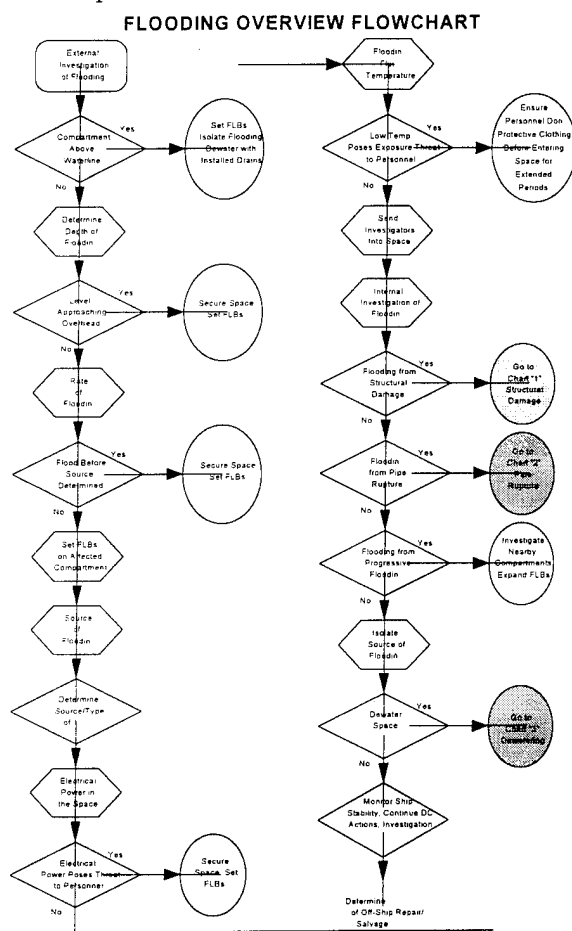 FLOODING OVERVIEW FLOWCHART
External
Investigation
of Flooding
Compartment
Above
Waterline
Yes
Set FLBs
Isolate Flooding
Dewater with
Installed Drains
No
Determine
Depth of
Floodin
Level
Approaching
Overhead
Yes
Secure Space
Set FLBs
No
Rate
of
Floodin
Flood Before
Source
Determined
Yes
Secure Space
Set FLBs
No
Set FLBs
on Affected
Compartment
Source
of
Floodin
Determine
Source/Type
of
Electrical
Power in
the Space
Electrical
Power Poses Threat
to Personnel
Yes
Secure
Space, Set
FLBs
No
Floodin
Temperature
Low Temp
Poses Exposure Threat
to Personnel
Yes
Ensure
Personnel Don
Protective Clothing
Before Entering
Space for
Extended
Periods
No
Send
Investigators
Into Space
Internal
Investigation of
Floodin
Flooding from
Structural
Damage
Yes
Go to
Chart "1"
Structural
Damage
No
Floodin
from Pipe
Rupture
Yes
Go to
Chart "2"
Pipe
Rupture
No
Flooding from
Progressive
Floodin
Yes
Investigate
Nearby
Compartments
Expand FLBs
No
Isolate
Source of
Floodin
Dewater
Space
Yes
Go to
Chart "3"
Dewatering
No
Monitor Ship
Stability, Continue DC
Actions, Investigation
Determine
of Off-Ship Repair/
Salvage